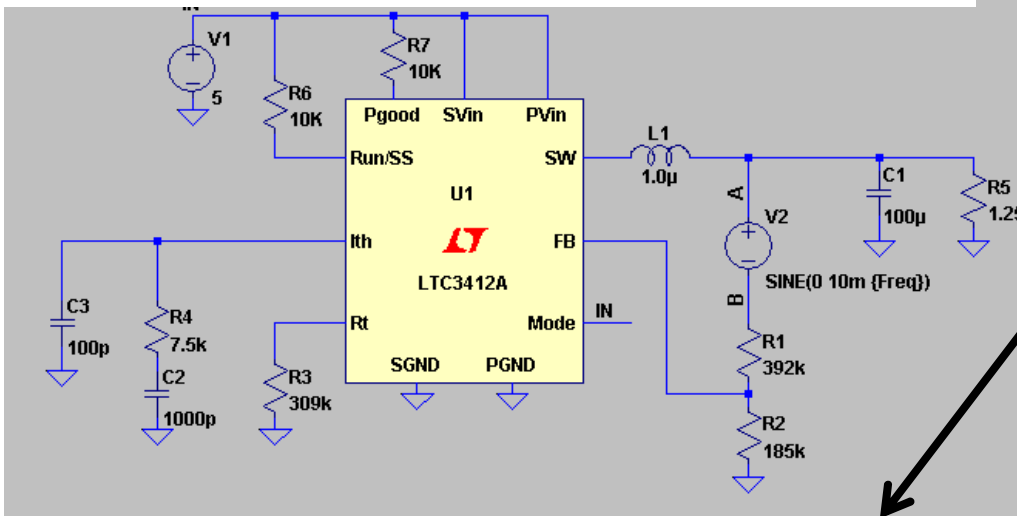 IN
V1
5
R6
10K
R7
10K
Pgood SVin PVin
Run/SS
SW
U1
Ith
FB
LTC3412A
Rt
Mode
IN
SGND PGND
L1
1.0µ
A
V2
SINE(0 10m {Freq})
B
C1
100µ
R5
R1
392k
R2
185k
C3
100p
R4
7.5k
C2
1000p
R3
309k